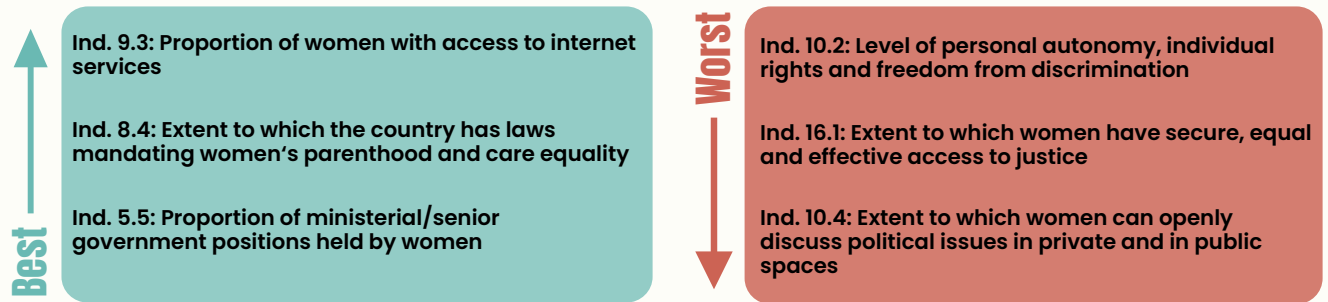 Best
Ind. 9.3: Proportion of women with access to internet
services
Ind. 8.4: Extent to which the country has laws
mandating women‘s parenthood and care equality
Ind. 5.5: Proportion of ministerial/senior
government positions held by women
Worst
Ind. 10.2: Level of personal autonomy, individual
rights and freedom from discrimination
Ind. 16.1: Extent to which women have secure, equal
and effective access to justice
Ind. 10.4: Extent to which women can openly
discuss political issues in private and in public
spaces